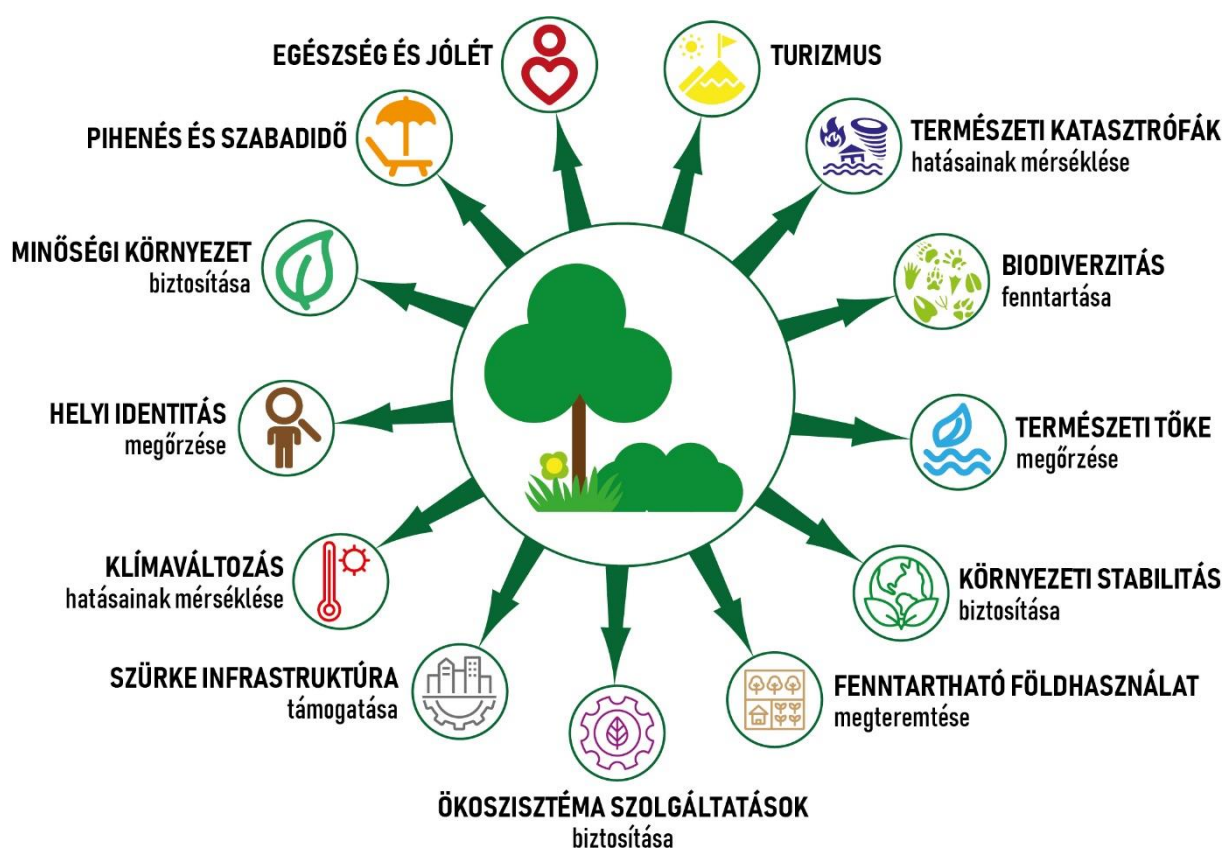 EGÉSZSÉG ÉS JÓLÉT
TURIZMUS
PIHENÉS ÉS SZABADIDŐ
TERMÉSZETI KATASZTRÓFÁK
hatásainak mérséklése
MINŐSÉGI KÖRNYEZET
biztosítása
BIODIVERZITÁS
fenntartása
HELYI IDENTITÁS
megőrzése
TERMÉSZETI TŐKE
megőrzése
KLÍMAVÁLTOZÁS
hatásainak mérséklése
KÖRNYEZETI STABILITÁS
biztosítása
SZÜRKE INFRASTRUKTÚRA
támogatása
FENNTARTHATÓ FÖLDHASZNÁLAT
megteremtése
ÖKOSZISZTÉMA SZOLGÁLTATÁSOK
biztosítása